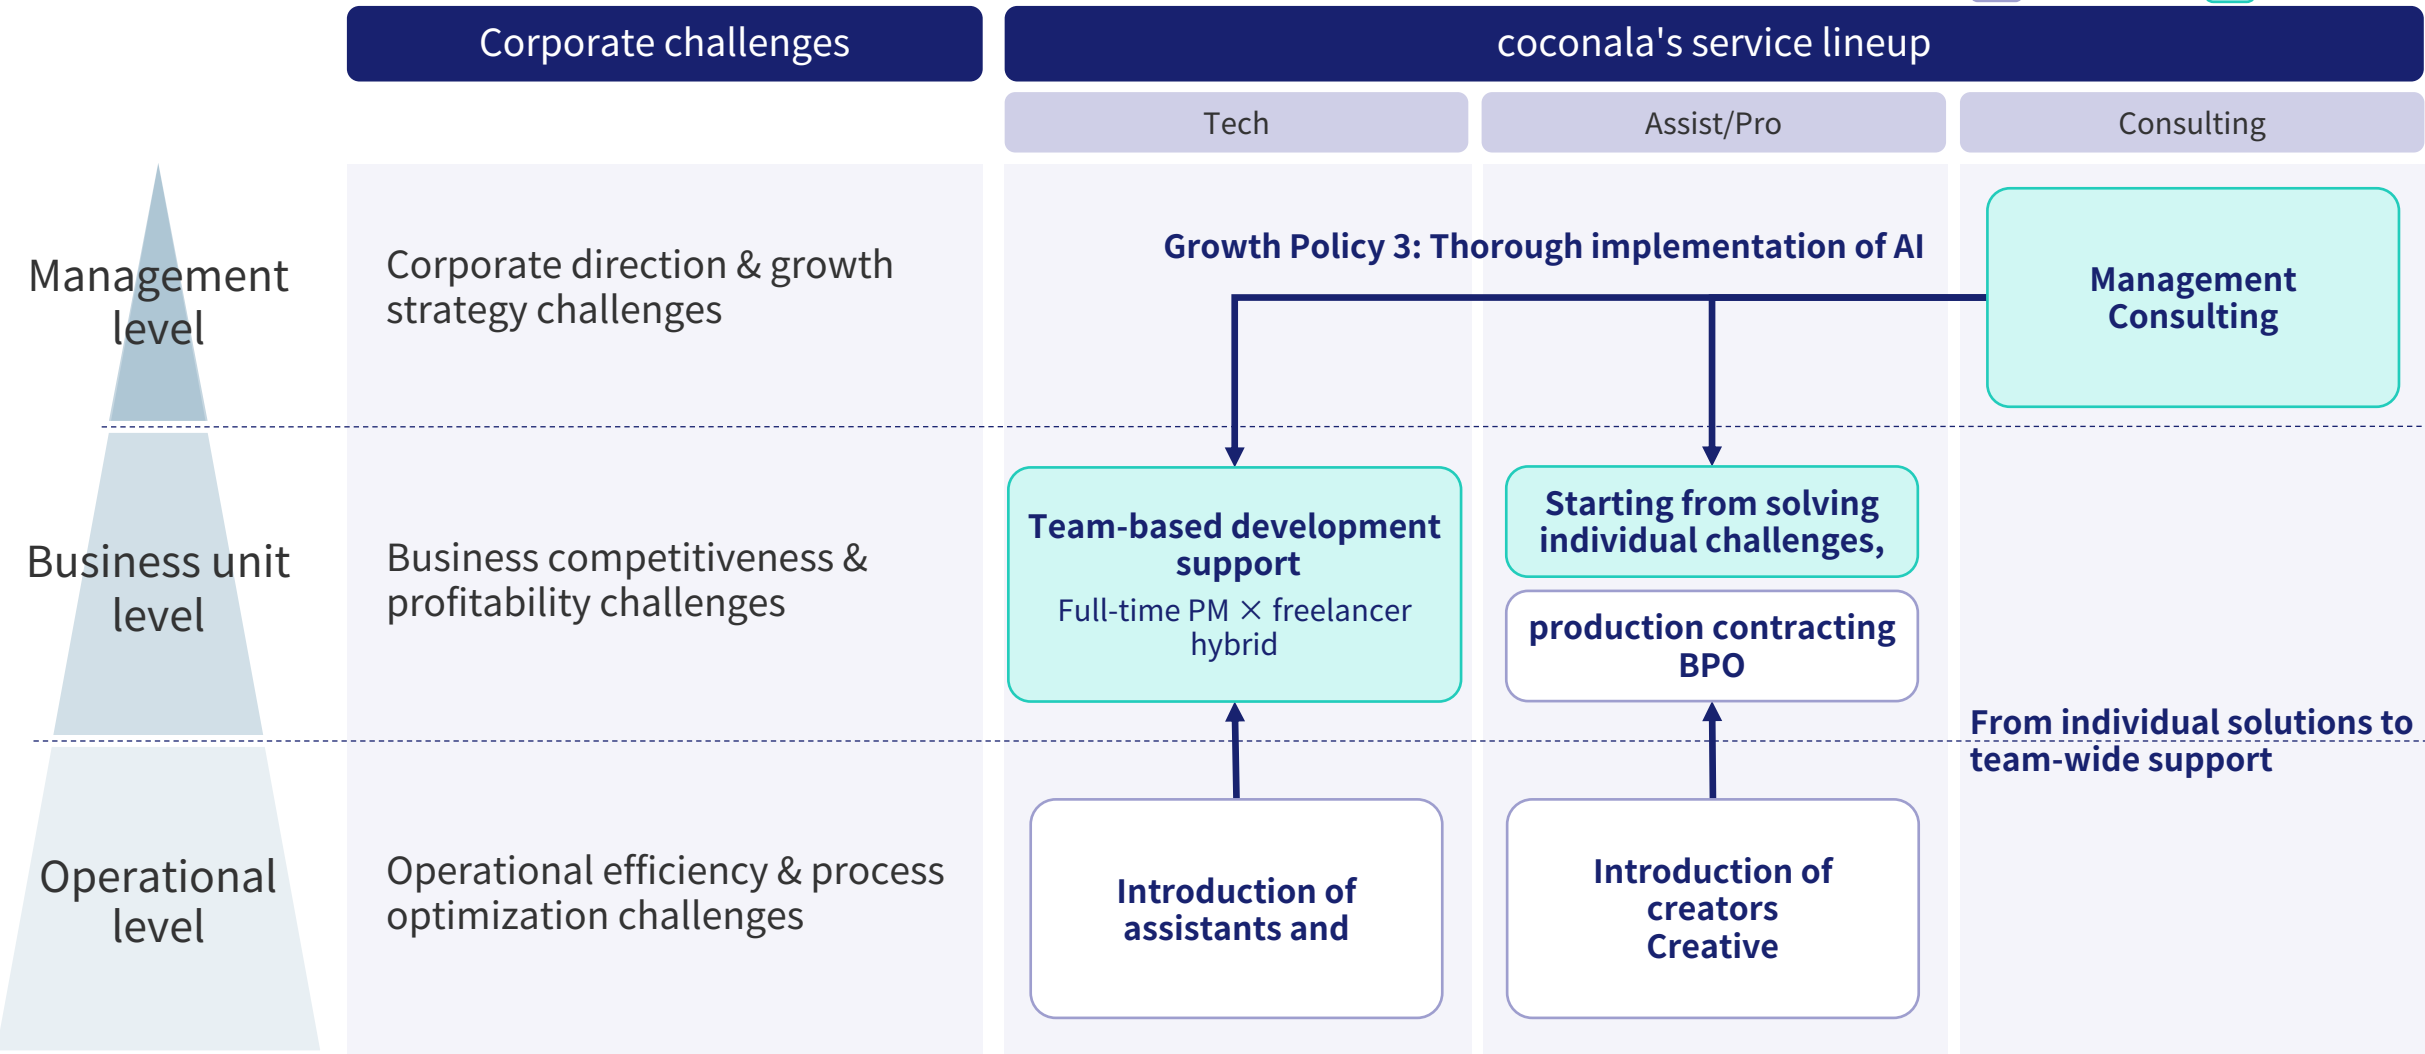 Corporate challenges
coconala's service lineup
Tech
Assist/Pro
Consulting
Management
level
Corporate direction & growth
strategy challenges
Growth Policy 3: Thorough implementation of AI
Management
Consulting
Business unit
level
Business competitiveness &
profitability challenges
Team-based development
support
Full-time PM × freelancer
hybrid
Starting from solving
individual challenges,
production contracting
BPO
From individual solutions to
team-wide support
Operational
level
Operational efficiency & process
optimization challenges
Introduction of
assistants and
Introduction of
creators
Creative